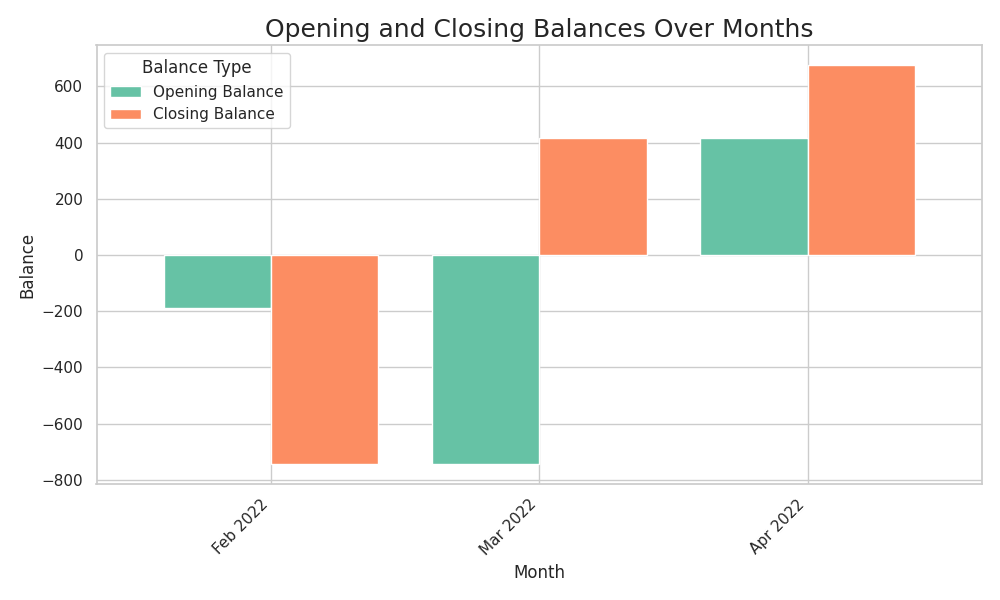 Opening and Closing Balances Over Months
Balance Type
Opening Balance
Closing Balance
Balance
600
400
200
0
−200
−400
−600
−800
Feb 2022
Mar 2022
Apr 2022
Month